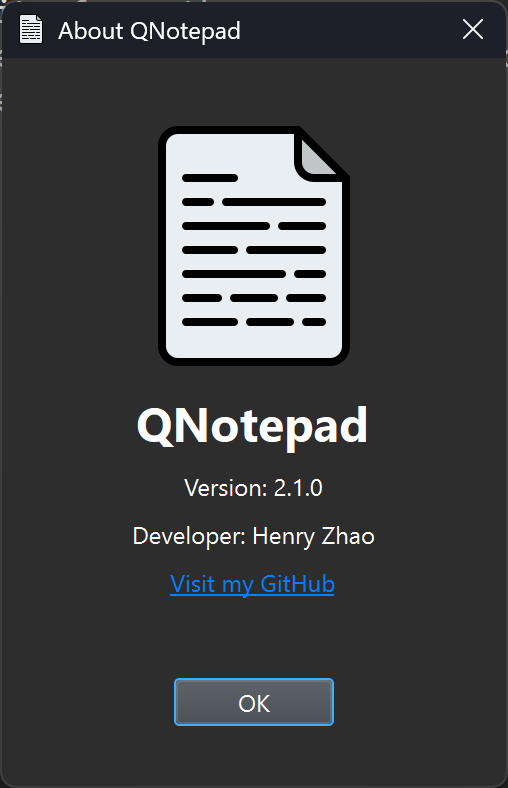 About QNotepad
QNotepad
Version: 2.1.0
Developer: Henry Zhao
Visit my GitHub
OK